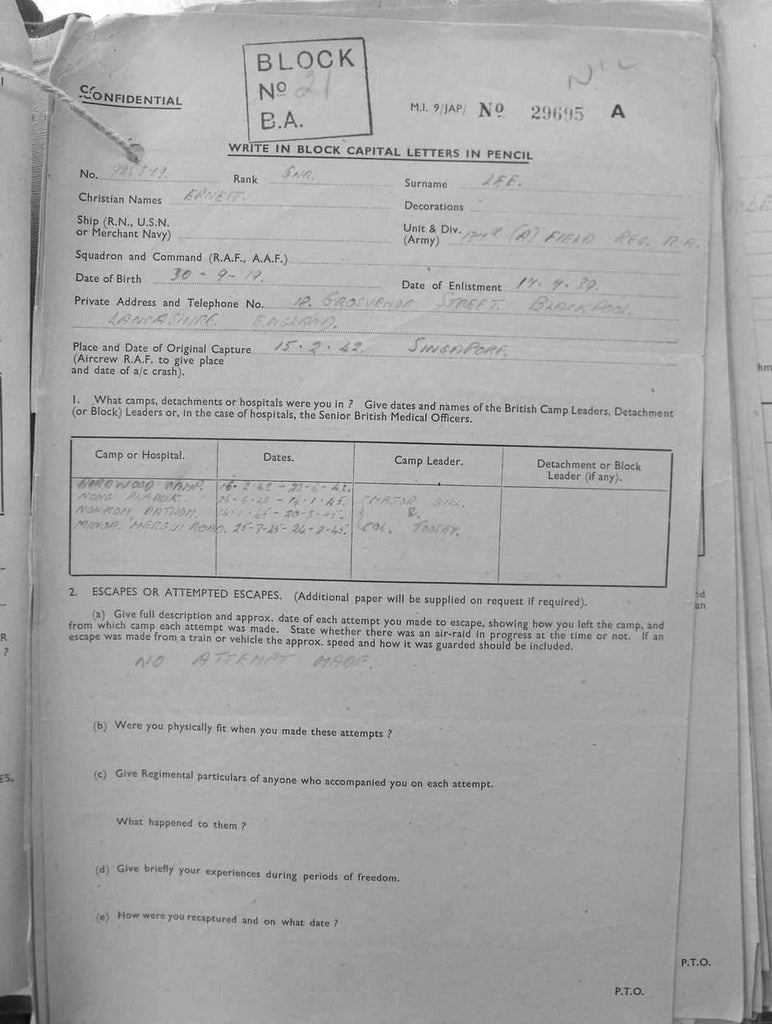 CONFIDENTIAL
BLOCK
Nº 21
B.A.
M.I. 9/JAP/ Nº 29695 A
WRITE IN BLOCK CAPITAL LETTERS IN PENCIL
No. Rank GNR. Surname LEE.
Christian Names ERNEST. Decorations
Ship (R.N., U.S.N.
or Merchant Navy)
Unit & Div. (A) FIELD REG. R.A.
(Army)
Squadron and Command (R.A.F., A.A.F.)
Date of Birth 30 - 9 - 19. Date of Enlistment
Private Address and Telephone No. GROSVENOR STREET. BLACKPOOL.
LANCASHIRE. ENGLAND.
Place and Date of Original Capture 15 . 2 . 42. SINGAPORE.
(Aircrew R.A.F. to give place
and date of a/c crash).
1. What camps, detachments or hospitals were you in ? Give dates and names of the British Camp Leaders, Detachment
(or Block) Leaders or, in the case of hospitals, the Senior British Medical Officers.
Camp or Hospital. Dates. Camp Leader. Detachment or Block
Leader (if any).
CAMP. 16.2.42
NONG PLADUK. MAJOR GILL.
PATHOM. &
MERGUI ROAD. COL. TOOSEY.
2. ESCAPES OR ATTEMPTED ESCAPES. (Additional paper will be supplied on request if required).
(a) Give full description and approx. date of each attempt you made to escape, showing how you left the camp, and
from which camp each attempt was made. State whether there was an air-raid in progress at the time or not. If an
escape was made from a train or vehicle the approx. speed and how it was guarded should be included.
NO ATTEMPT MADE.
(b) Were you physically fit when you made these attempts ?
(c) Give Regimental particulars of anyone who accompanied you on each attempt.
What happened to them ?
(d) Give briefly your experiences during periods of freedom.
(e) How were you recaptured and on what date ?
P.T.O.
P.T.O.